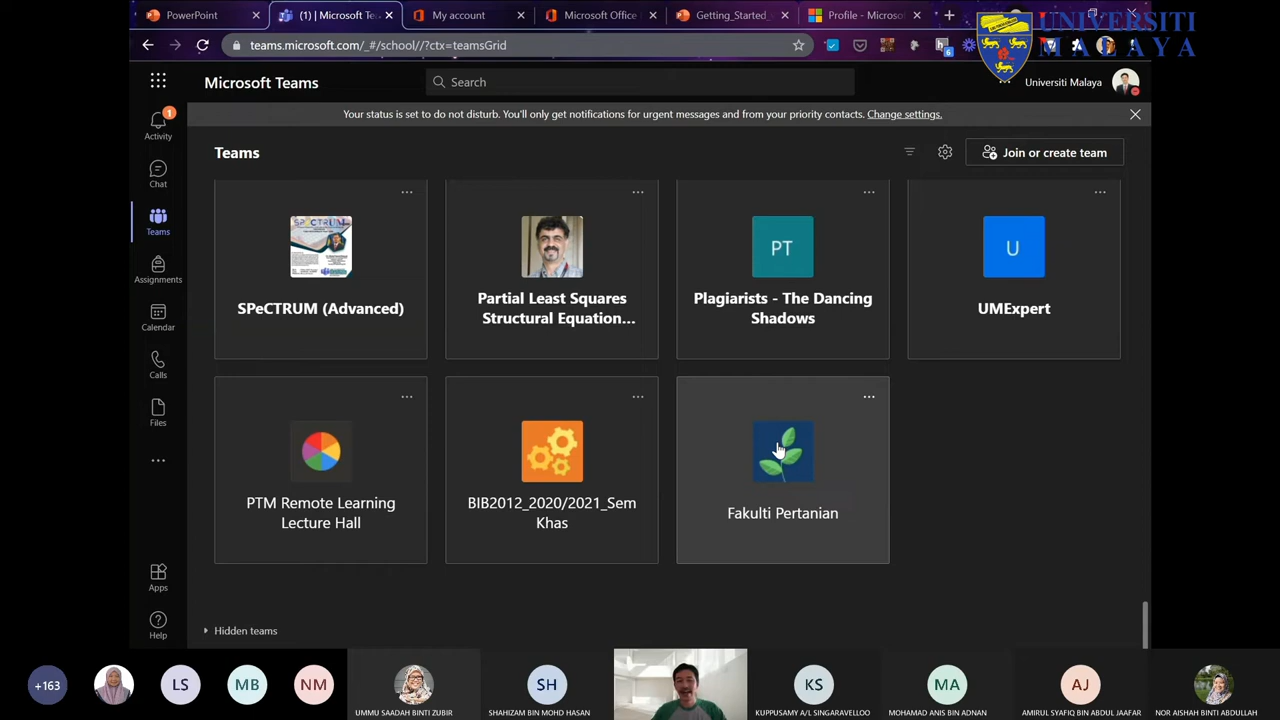 PowerPoint
(1) | Microsoft Tea
My account
Microsoft Office
Getting_Started_
Profile - Microso
UNIVERSITI
MALAYA
teams.microsoft.com/_#/school//?ctx=teamsGrid
6
Microsoft Teams
Search
Universiti Malaya
Your status is set to do not disturb. You'll only get notifications for urgent messages and from your priority contacts. Change settings.
1
Activity
Chat
Teams
Assignments
Calendar
Calls
Files
Apps
Help
Teams
Join or create team
SPeCTRUM
SPeCTRUM (Advanced)
Partial Least Squares
Structural Equation...
PT
Plagiarists - The Dancing
Shadows
U
UMExpert
PTM Remote Learning
Lecture Hall
BIB2012_2020/2021_Sem
Khas
Fakulti Pertanian
Hidden teams
+163
LS
MB
NM
UMMU SAADAH BINTI ZUBIR
SH
SHAHIZAM BIN MOHD HASAN
KS
KUPPUSAMY A/L SINGARAVELLOO
MA
MOHAMAD ANIS BIN ADNAN
AJ
AMIRUL SYAFIQ BIN ABDUL JAAFAR
NOR AISHAH BINTI ABDULLAH